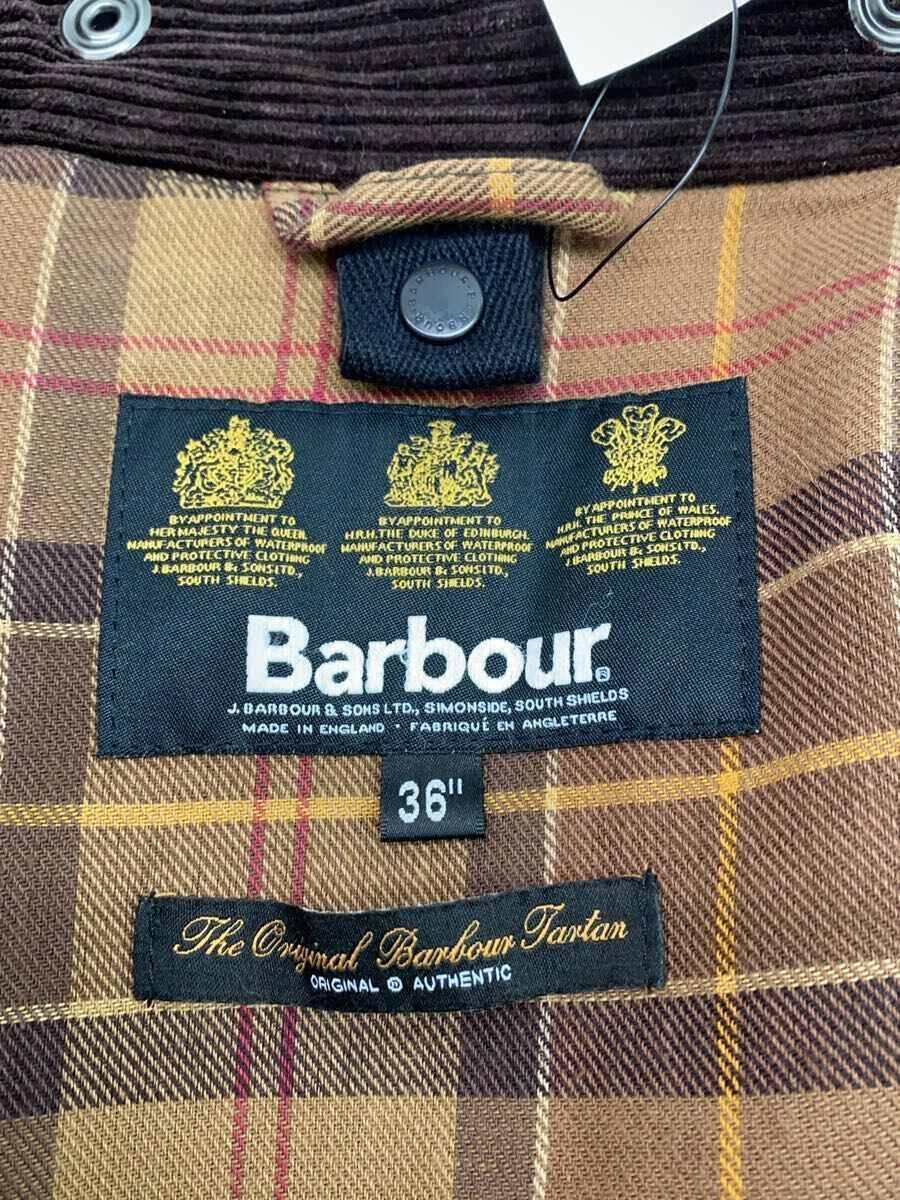 BARBOUR·BARBOUR·
BY APPOINTMENT TO
HER MAJESTY THE QUEEN
MANUFACTURERS OF WATERPROOF
AND PROTECTIVE CLOTHING
J.BARBOUR & SONS LTD.,
SOUTH SHIELDS.
BY APPOINTMENT TO
H.R.H. THE DUKE OF EDINBURGH.
MANUFACTURERS OF WATERPROOF
AND PROTECTIVE CLOTHING
J.BARBOUR & SONS LTD.,
SOUTH SHIELDS.
BY APPOINTMENT TO
H.R.H. THE PRINCE OF WALES.
MANUFACTURERS OF WATERPROOF
AND PROTECTIVE CLOTHING
J.BARBOUR & SONS LTD.,
SOUTH SHIELDS.
Barbour®
J. BARBOUR & SONS LTD., SIMONSIDE, SOUTH SHIELDS
MADE IN ENGLAND · FABRIQUÉ EN ANGLETERRE
36"
The Original Barbour Tartan
ORIGINAL ® AUTHENTIC